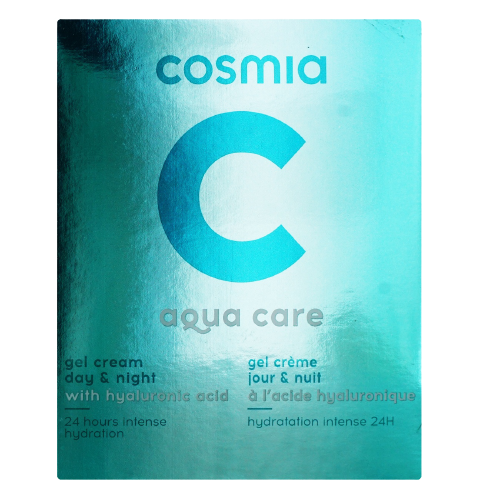 cosmia
C
aqua care
gel cream
day & night
with hyaluronic acid
24 hours intense
hydration
gel crème
jour & nuit
à l'acide hyaluronique
hydratation intense 24H